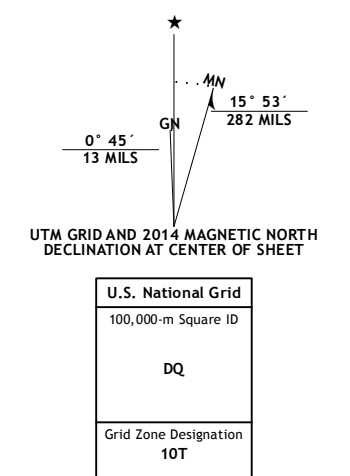 ★
MN
15° 53´
282 MILS
GN
0° 45´
13 MILS
UTM GRID AND 2014 MAGNETIC NORTH
DECLINATION AT CENTER OF SHEET
U.S. National Grid
100,000-m Square ID
DQ
Grid Zone Designation
10T